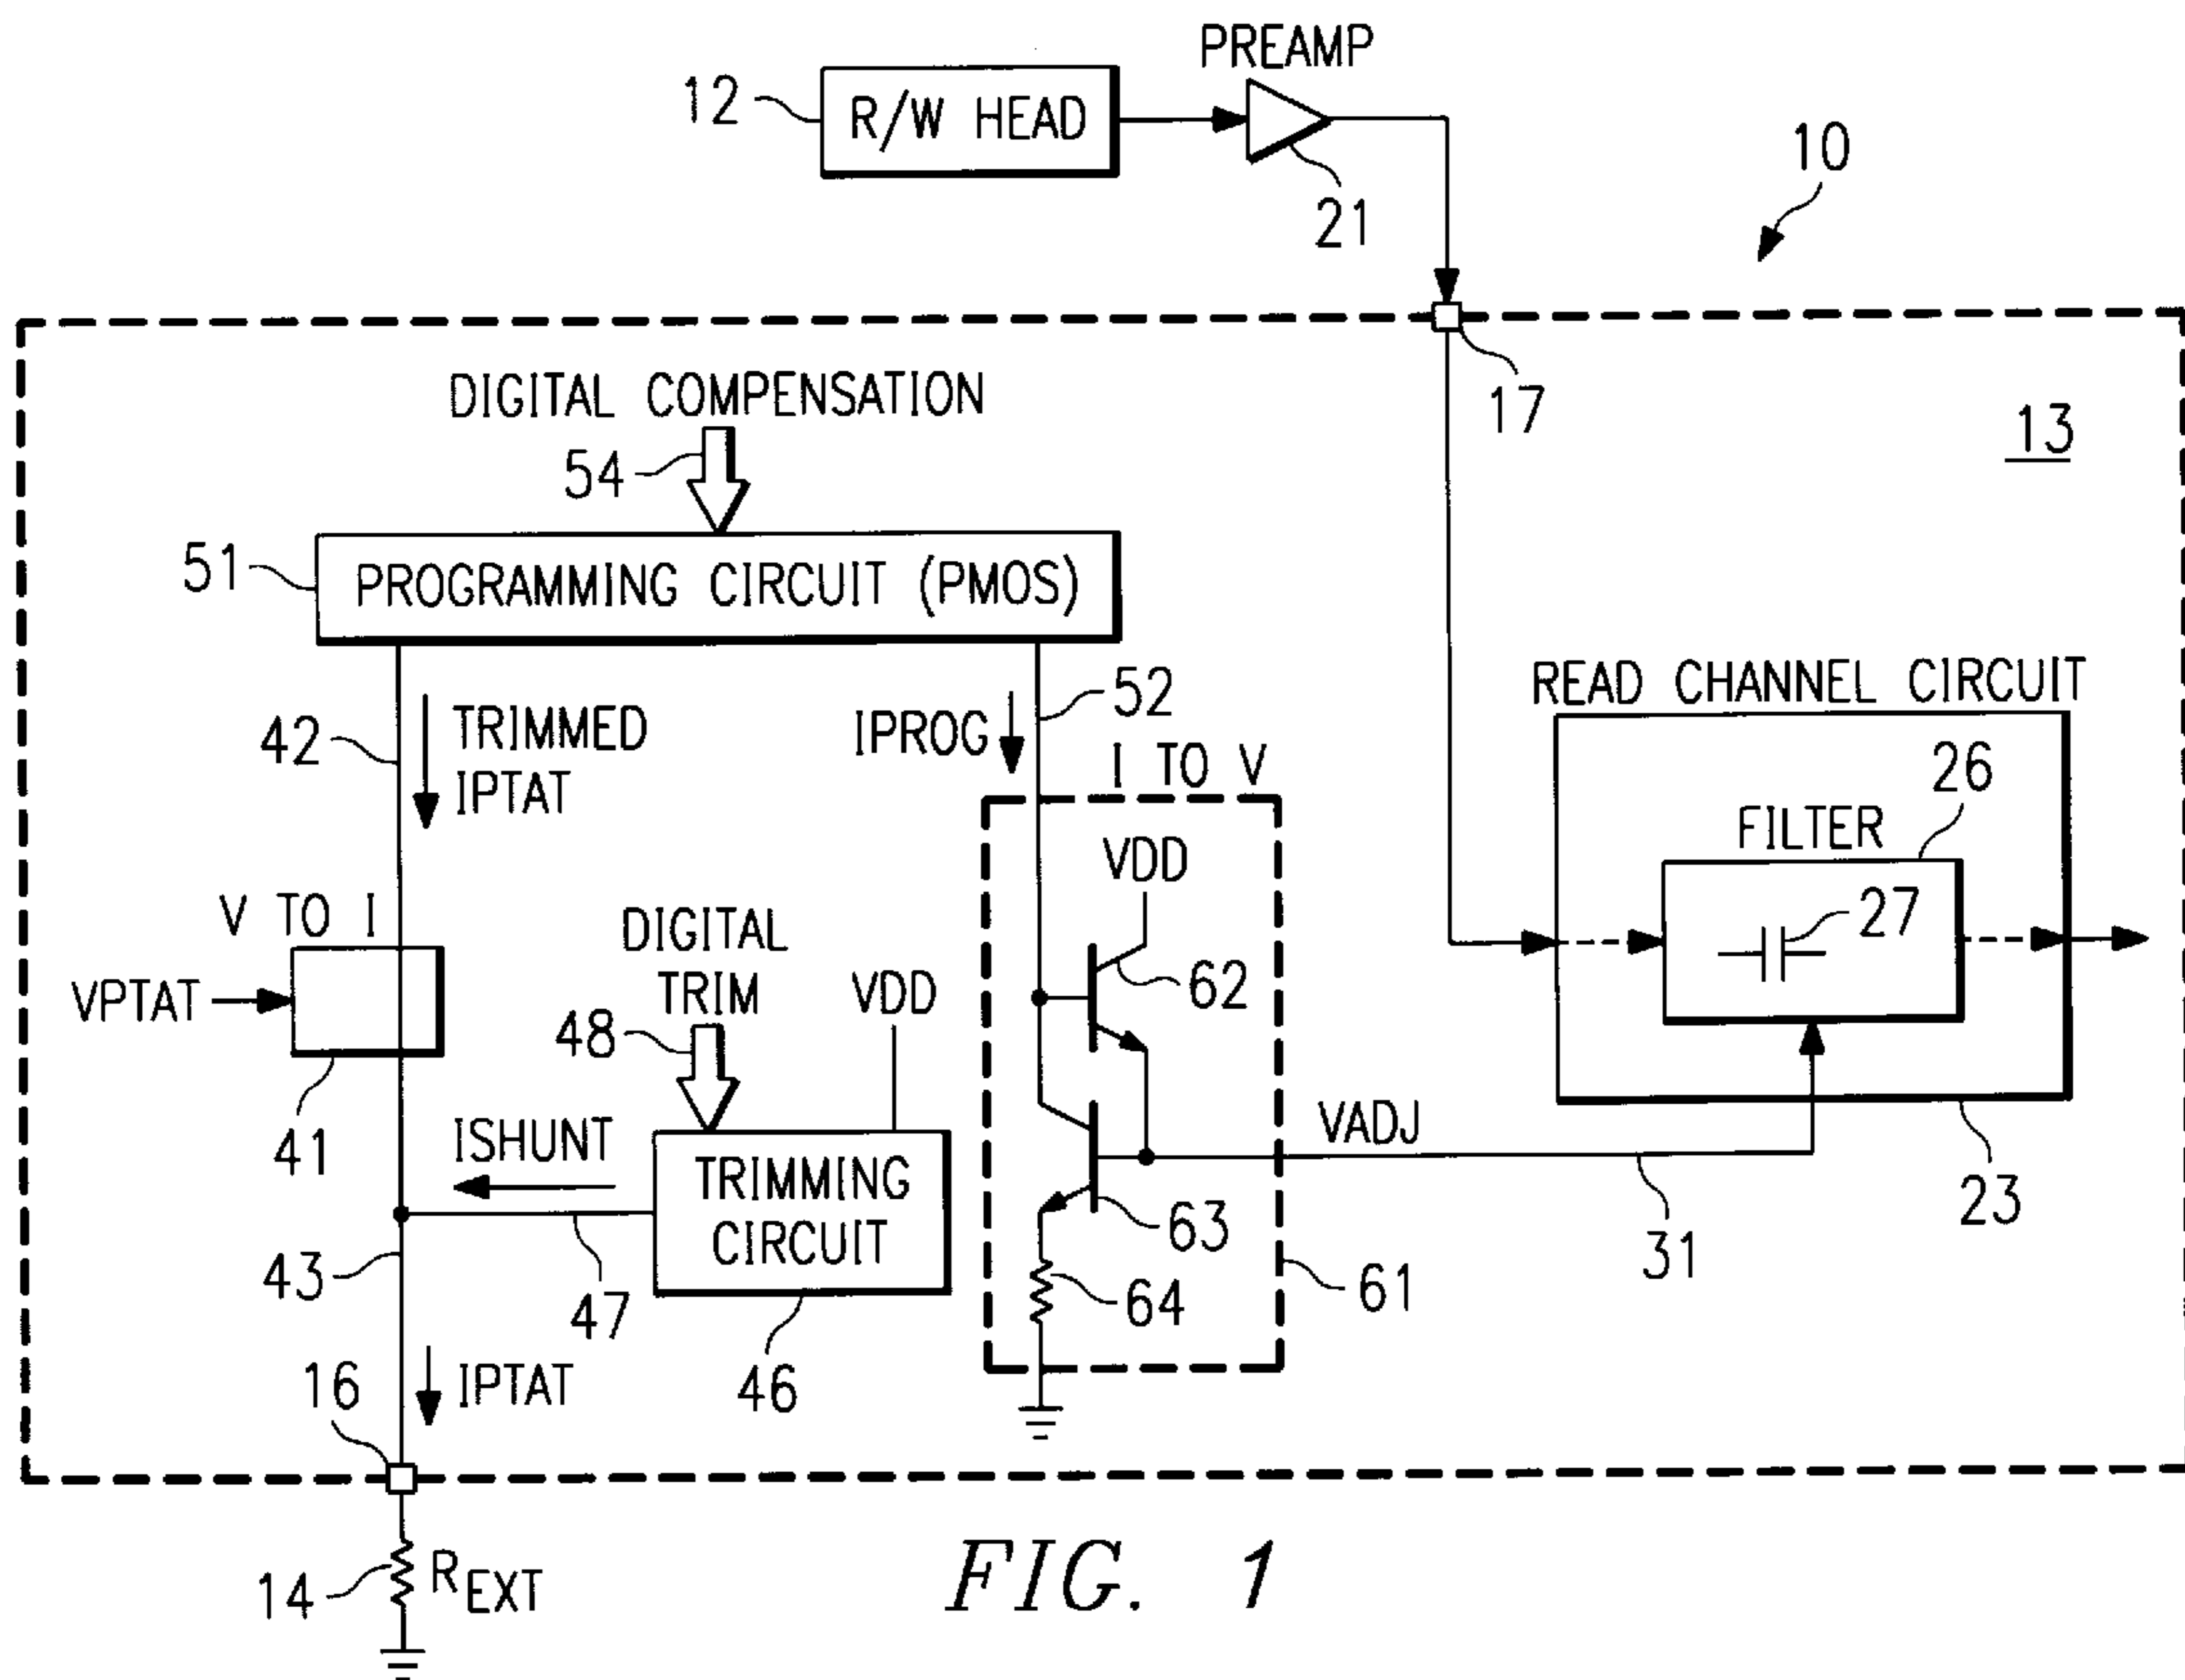 PREAMP
12
R/W HEAD
10
21
17
13
DIGITAL COMPENSATION
54
51
PROGRAMMING CIRCUIT (PMOS)
42
TRIMMED
IPTAT
IPROG
52
I TO V
READ CHANNEL CIRCUIT
26
FILTER
27
VDD
62
V TO I
VPTAT
41
DIGITAL
TRIM
48
VDD
ISHUNT
TRIMMING
CIRCUIT
43
47
46
63
64
61
VADJ
31
23
16
IPTAT
14
REXT
FIG. 1